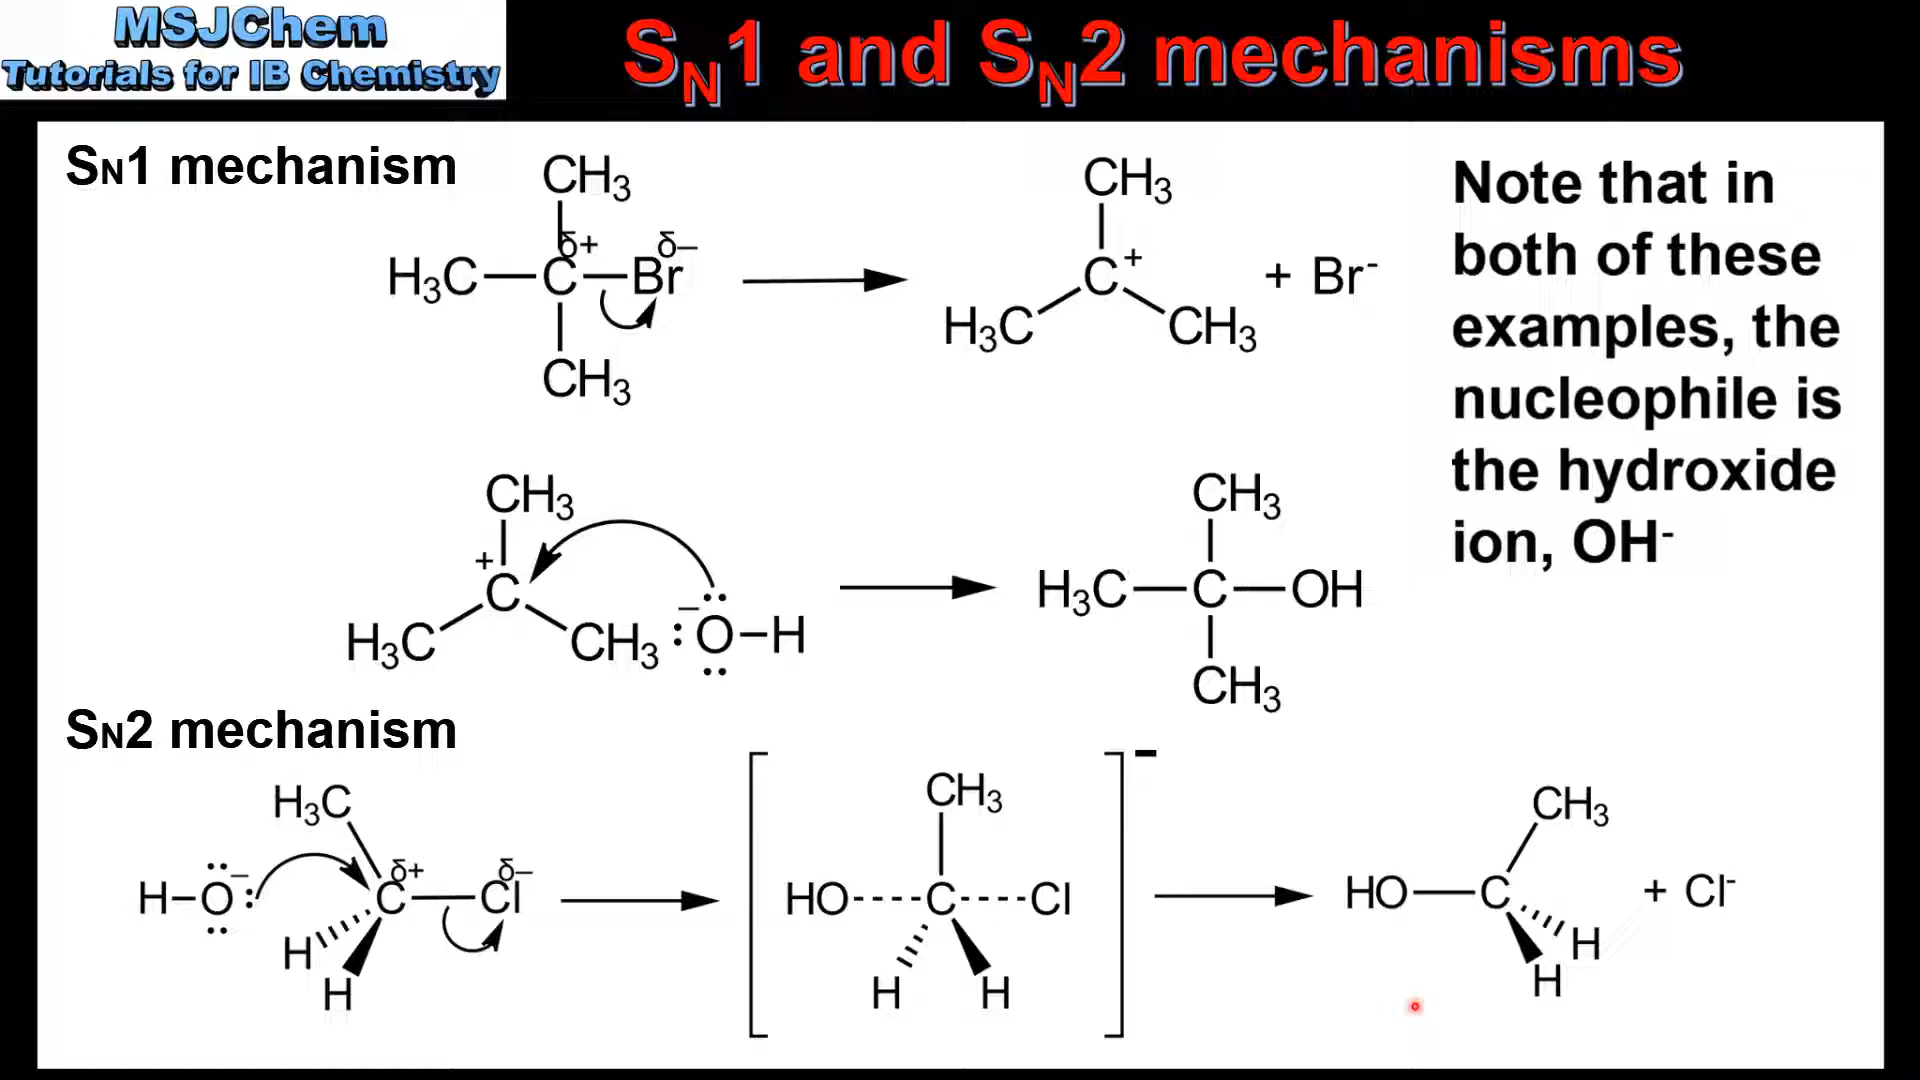 MSJChem
Tutorials for IB Chemistry
SN1 and SN2 mechanisms
SN1 mechanism
CH3
δ+ δ–
H3C C Br
CH3
CH3
C+
H3C CH3
+ Br-
Note that in
both of these
examples, the
nucleophile is
the hydroxide
ion, OH-
CH3
+
C
H3C CH3
– :O–H
CH3
H3C C OH
CH3
SN2 mechanism
H3C
H–O –: C δ+ Cl δ–
H
H
–
CH3
HO----C----Cl
H H
CH3
HO C + Cl-
H
H